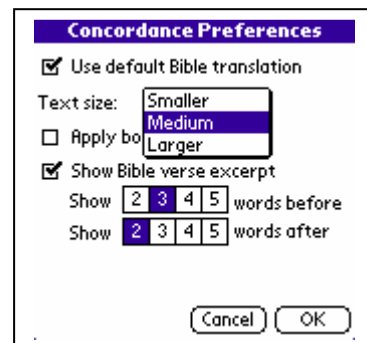 Concordance Preferences
Use default Bible translation
Text size: Smaller
Medium
Apply bo
Larger
Show Bible verse excerpt
Show 2 3 4 5 words before
Show 2 3 4 5 words after
Cancel OK